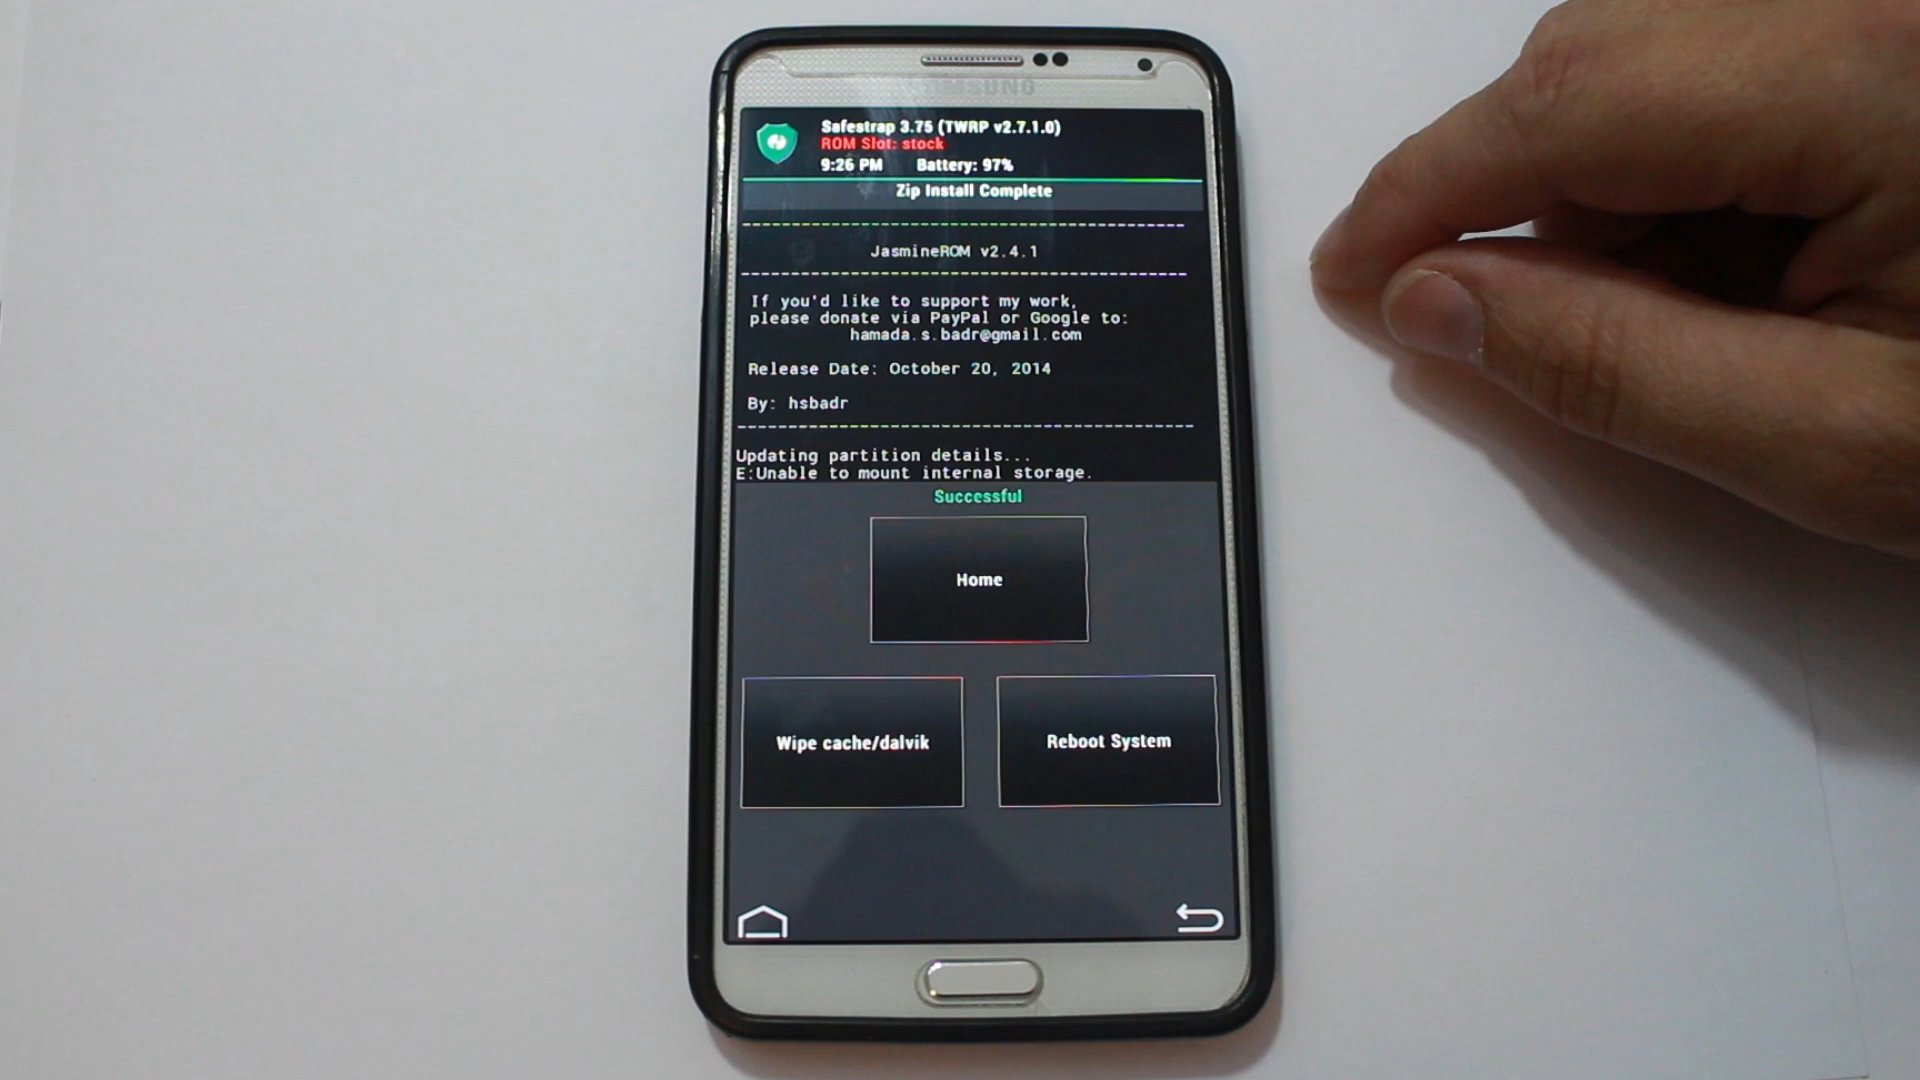 SAMSUNG
Safestrap 3.75 (TWRP v2.7.1.0)
ROM Slot: stock
9:26 PM Battery: 97%
Zip Install Complete
JasmineROM v2.4.1
If you'd like to support my work,
please donate via PayPal or Google to:
hamada.s.badr@gmail.com
Release Date: October 20, 2014
By: hsbadr
Updating partition details...
E:Unable to mount internal storage.
Successful
Home
Wipe cache/dalvik
Reboot System